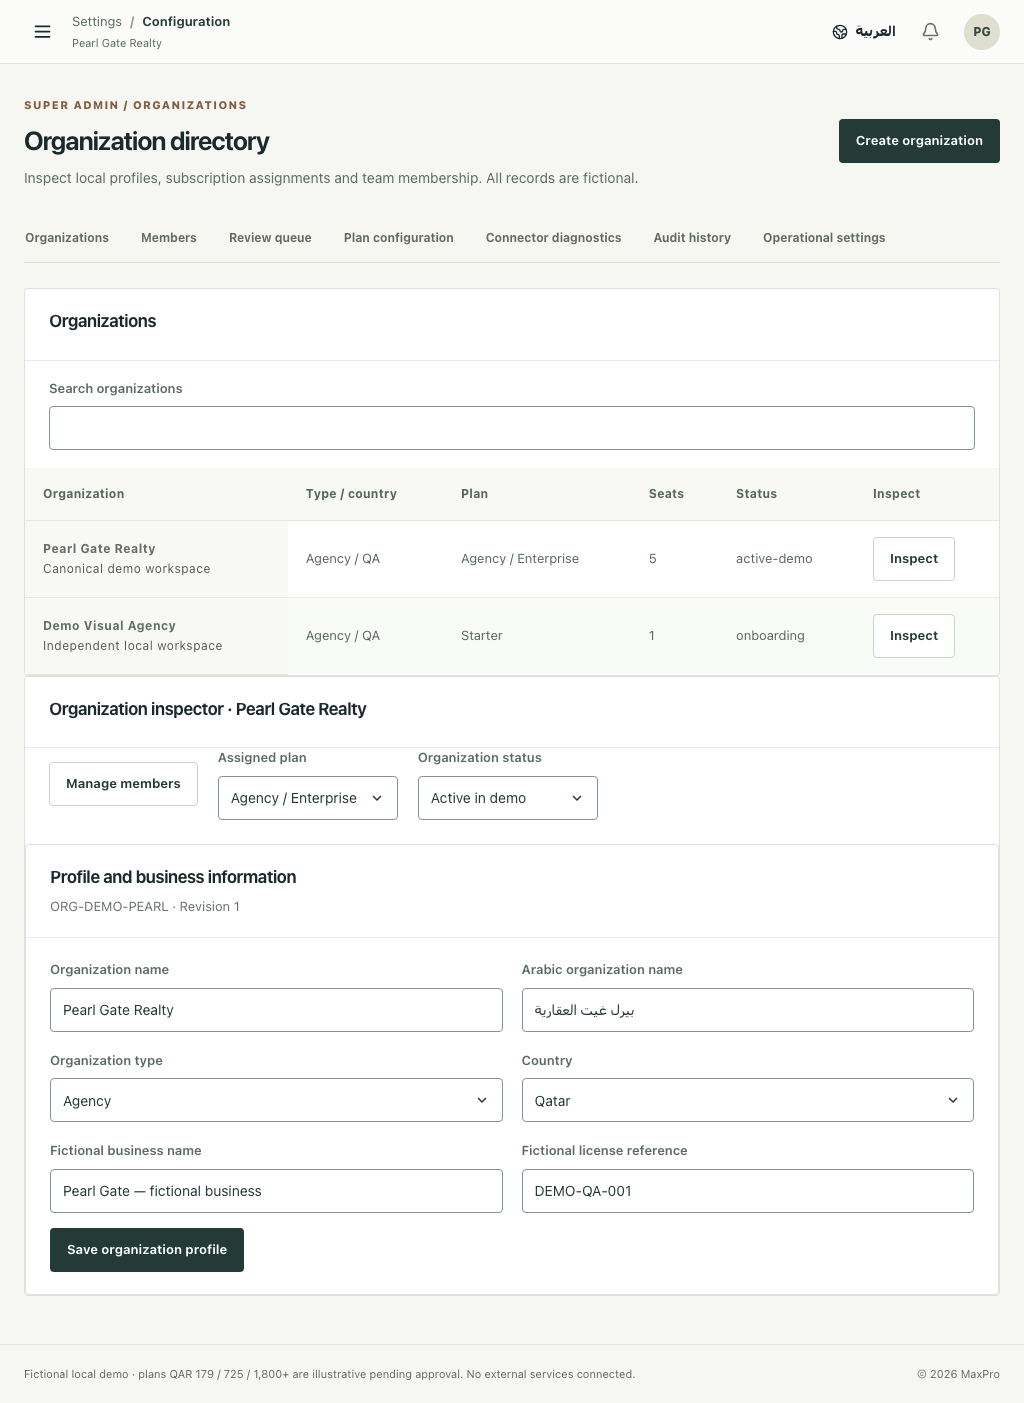 Settings / Configuration
Pearl Gate Realty
العربية
PG
SUPER ADMIN / ORGANIZATIONS
Organization directory
Create organization
Inspect local profiles, subscription assignments and team membership. All records are fictional.
Organizations Members Review queue Plan configuration Connector diagnostics Audit history Operational settings
Organizations
Search organizations
Organization Type / country Plan Seats Status Inspect
Pearl Gate Realty
Canonical demo workspace
Agency / QA Agency / Enterprise 5 active-demo Inspect
Demo Visual Agency
Independent local workspace
Agency / QA Starter 1 onboarding Inspect
Organization inspector · Pearl Gate Realty
Manage members
Assigned plan
Agency / Enterprise
Organization status
Active in demo
Profile and business information
ORG-DEMO-PEARL · Revision 1
Organization name
Pearl Gate Realty
Arabic organization name
بيرل غيت العقارية
Organization type
Agency
Country
Qatar
Fictional business name
Pearl Gate — fictional business
Fictional license reference
DEMO-QA-001
Save organization profile
Fictional local demo · plans QAR 179 / 725 / 1,800+ are illustrative pending approval. No external services connected.
© 2026 MaxPro